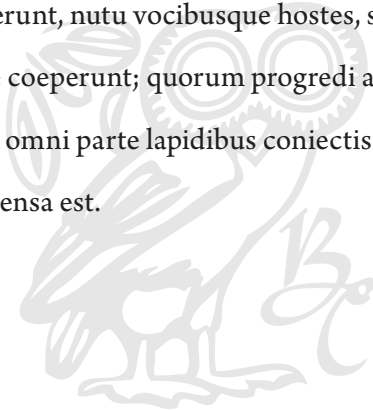 erunt, nutu vocibusque hostes, s
coeperunt; quorum progredi a
omni parte lapidibus coniectis
ensa est.